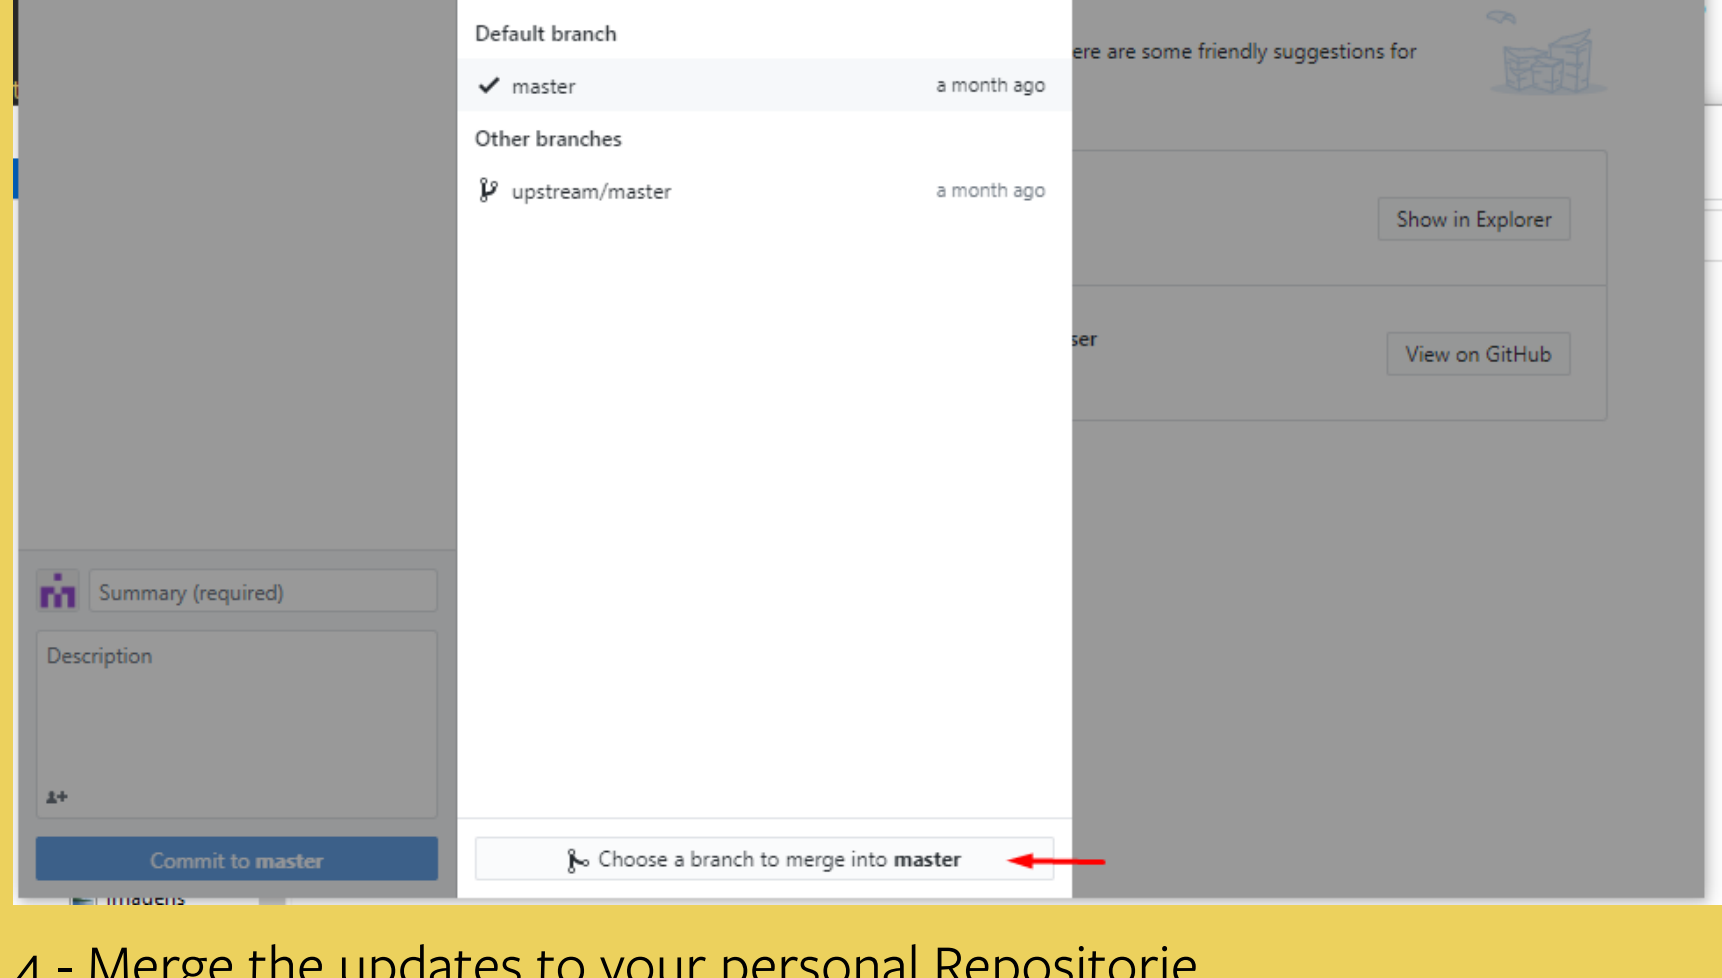 Default branch
ere are some friendly suggestions for
master a month ago
Other branches
upstream/master a month ago
Show in Explorer
ser
View on GitHub
Summary (required)
Description
Commit to master
Choose a branch to merge into master
Imagens
4 - Merge the updates to your personal Repositorie